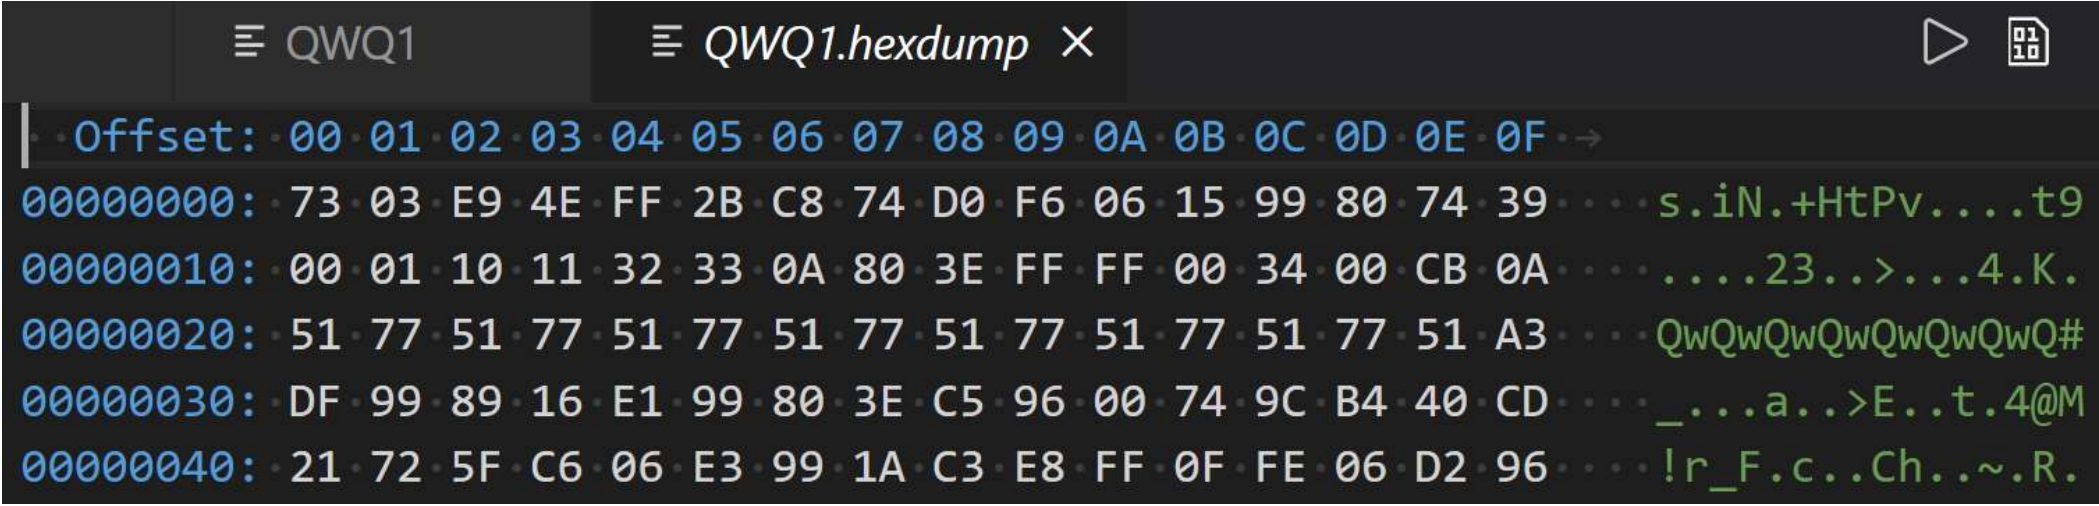 QWQ1 QWQ1.hexdump
Offset: 00 01 02 03 04 05 06 07 08 09 0A 0B 0C 0D 0E 0F
00000000: 73 03 E9 4E FF 2B C8 74 D0 F6 06 15 99 80 74 39 s.iN.+HtPv....t9
00000010: 00 01 10 11 32 33 0A 80 3E FF FF 00 34 00 CB 0A ....23..>...4.K.
00000020: 51 77 51 77 51 77 51 77 51 77 51 77 51 77 51 A3 QwQwQwQwQwQwQwQ#
00000030: DF 99 89 16 E1 99 80 3E C5 96 00 74 9C B4 40 CD _...a..>E..t.4@M
00000040: 21 72 5F C6 06 E3 99 1A C3 E8 FF 0F FE 06 D2 96 !r_F.c..Ch..~.R.